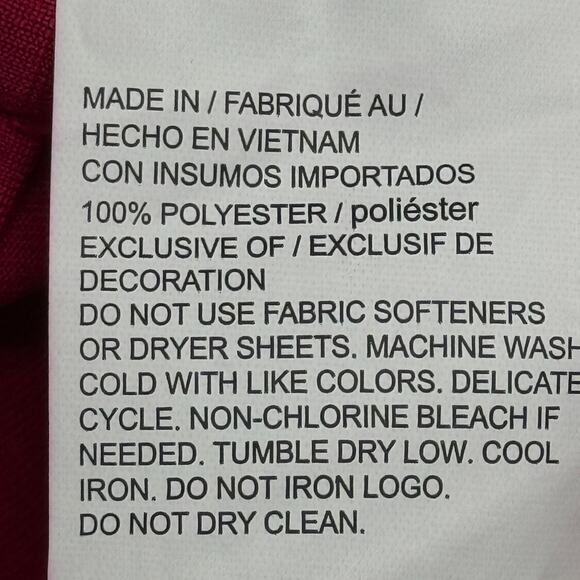 MADE IN / FABRIQUÉ AU /
HECHO EN VIETNAM
CON INSUMOS IMPORTADOS
100% POLYESTER / poliéster
EXCLUSIVE OF / EXCLUSIF DE
DECORATION
DO NOT USE FABRIC SOFTENERS
OR DRYER SHEETS. MACHINE WASH
COLD WITH LIKE COLORS. DELICATE
CYCLE. NON-CHLORINE BLEACH IF
NEEDED. TUMBLE DRY LOW. COOL
IRON. DO NOT IRON LOGO.
DO NOT DRY CLEAN.